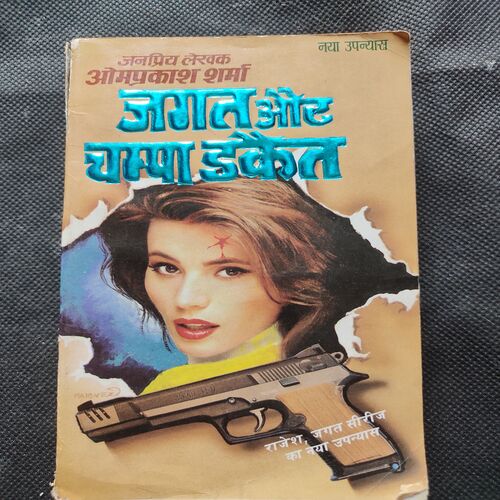 नया उपन्यास
जनप्रिय लेखक
ओमप्रकाश शर्मा
जगत और
चम्पा डकैत
राजेश, जगत सीरीज
का नया उपन्यास